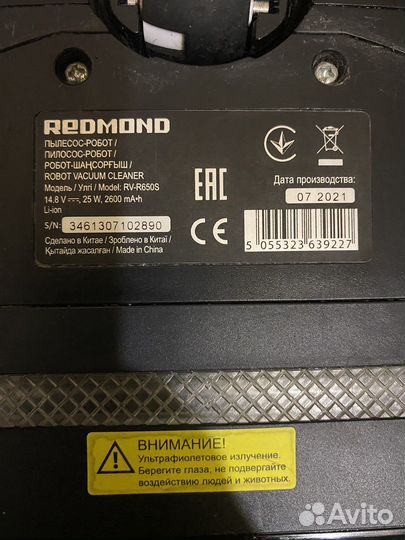 REDMOND
ПЫЛЕСОС-РОБОТ /
ПИЛОСОС-РОБОТ /
РОБОТ-ШАҢСОРҒЫШ /
ROBOT VACUUM CLEANER
Модель / Үлгі / Model: RV-R650S
14.8 V, 25 W, 2600 mA•h
Li-ion
S/N: 3461307102890
Сделано в Китае / Зроблено в Китаї /
Қытайда жасалған / Made in China
EAC
CE
Дата производства:
07 2021
5 055323 639227
ВНИМАНИЕ!
Ультрафиолетовое излучение.
Берегите глаза, не подвергайте
воздействию людей и животных.
Avito